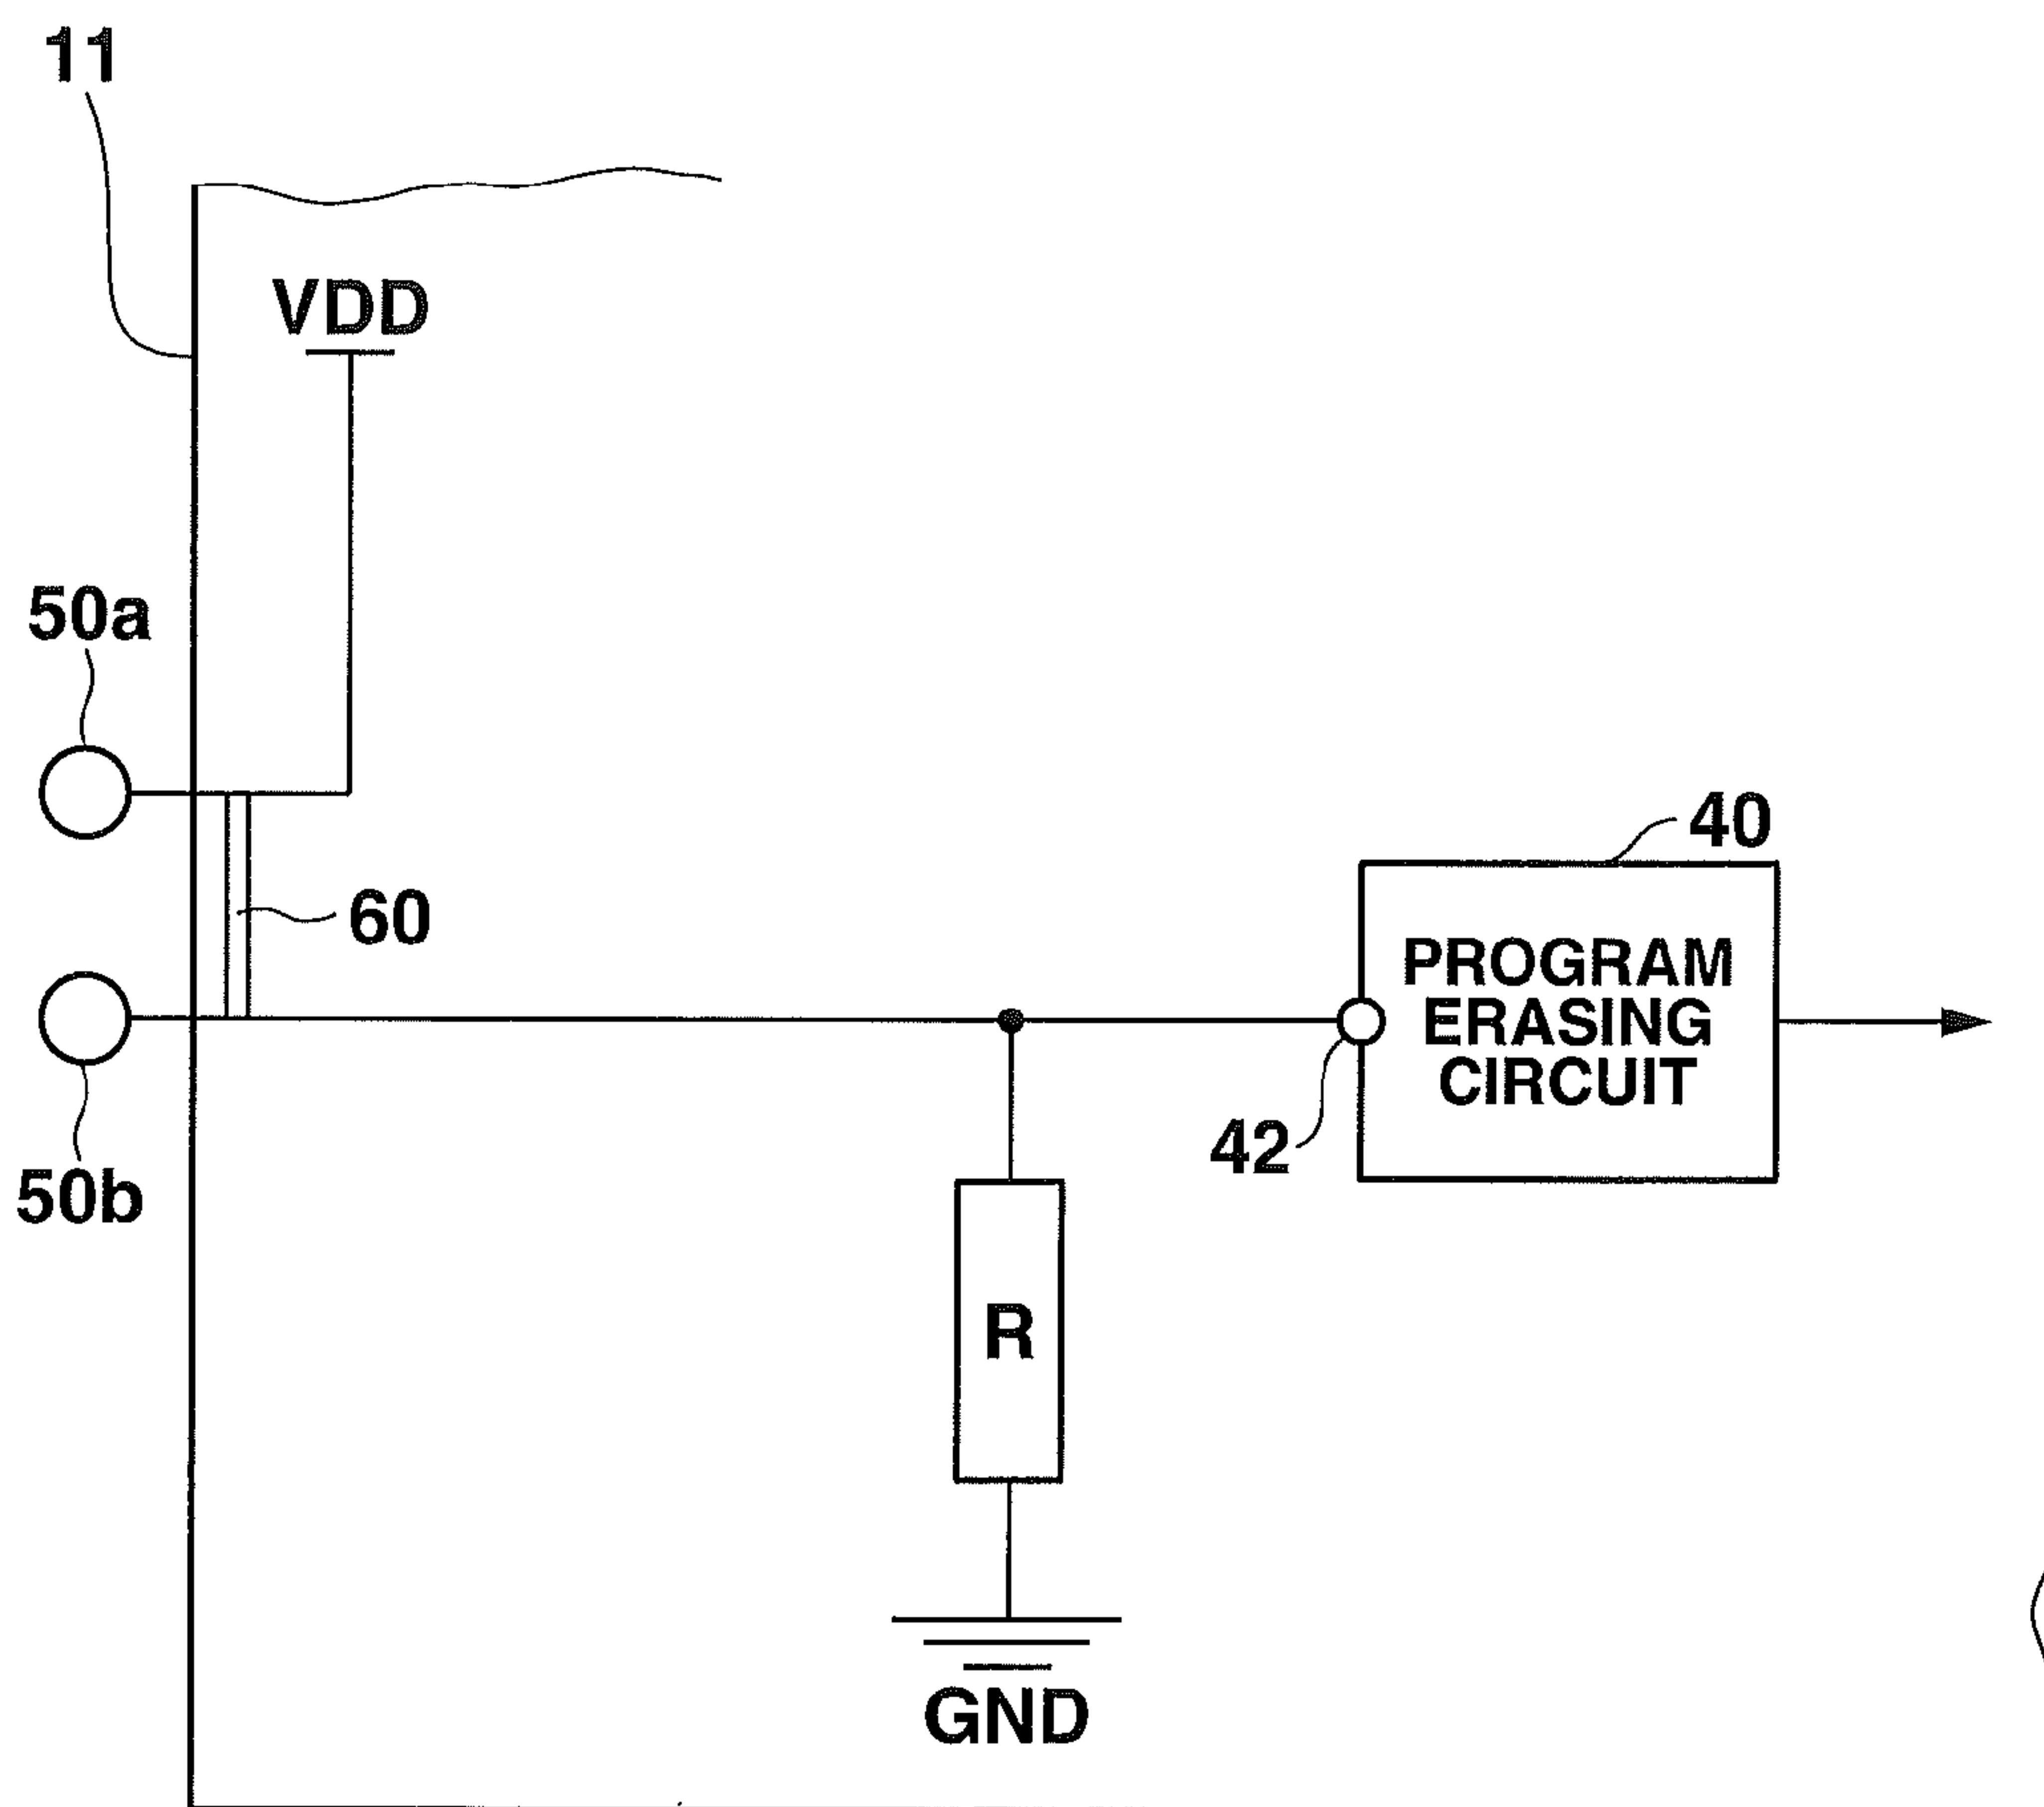 11
VDD
50a
60
40
PROGRAM
ERASING
CIRCUIT
42
50b
R
GND